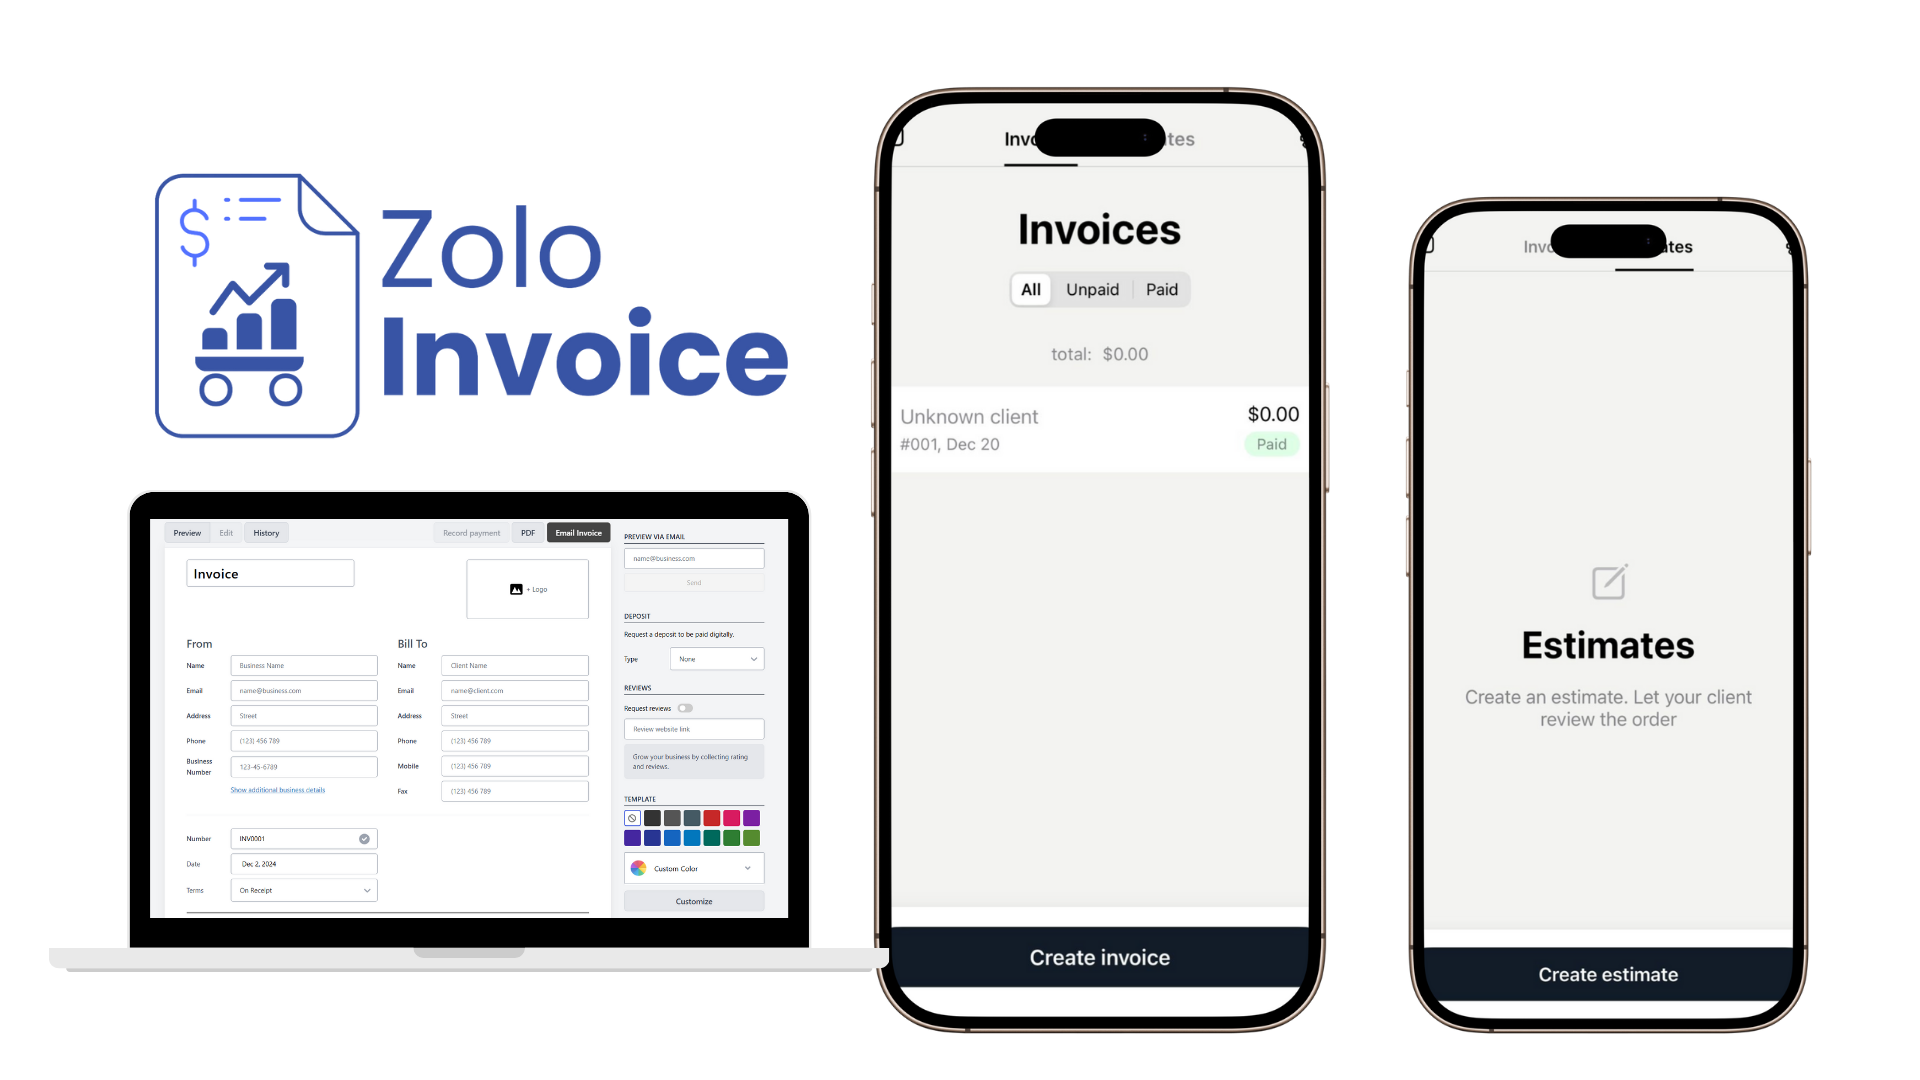 $
Zolo
Invoice
Preview Edit History Record payment PDF Email Invoice
Invoice
+ Logo
From
Name Business Name
Email name@business.com
Address Street
Phone (123) 456 789
Business
Number 123-45-6789
Show additional business details
Bill To
Name Client Name
Email name@client.com
Address Street
Phone (123) 456 789
Mobile (123) 456 789
Fax (123) 456 789
Number INV0001
Date Dec 2, 2024
Terms On Receipt
PREVIEW VIA EMAIL
name@business.com
Send
DEPOSIT
Request a deposit to be paid digitally.
Type None
REVIEWS
Request reviews
Review website link
Grow your business by collecting rating
and reviews.
TEMPLATE
Custom Color
Customize
Invo tes
Invoices
All Unpaid Paid
total: $0.00
Unknown client $0.00
#001, Dec 20 Paid
Create invoice
Invo ates
Estimates
Create an estimate. Let your client
review the order
Create estimate